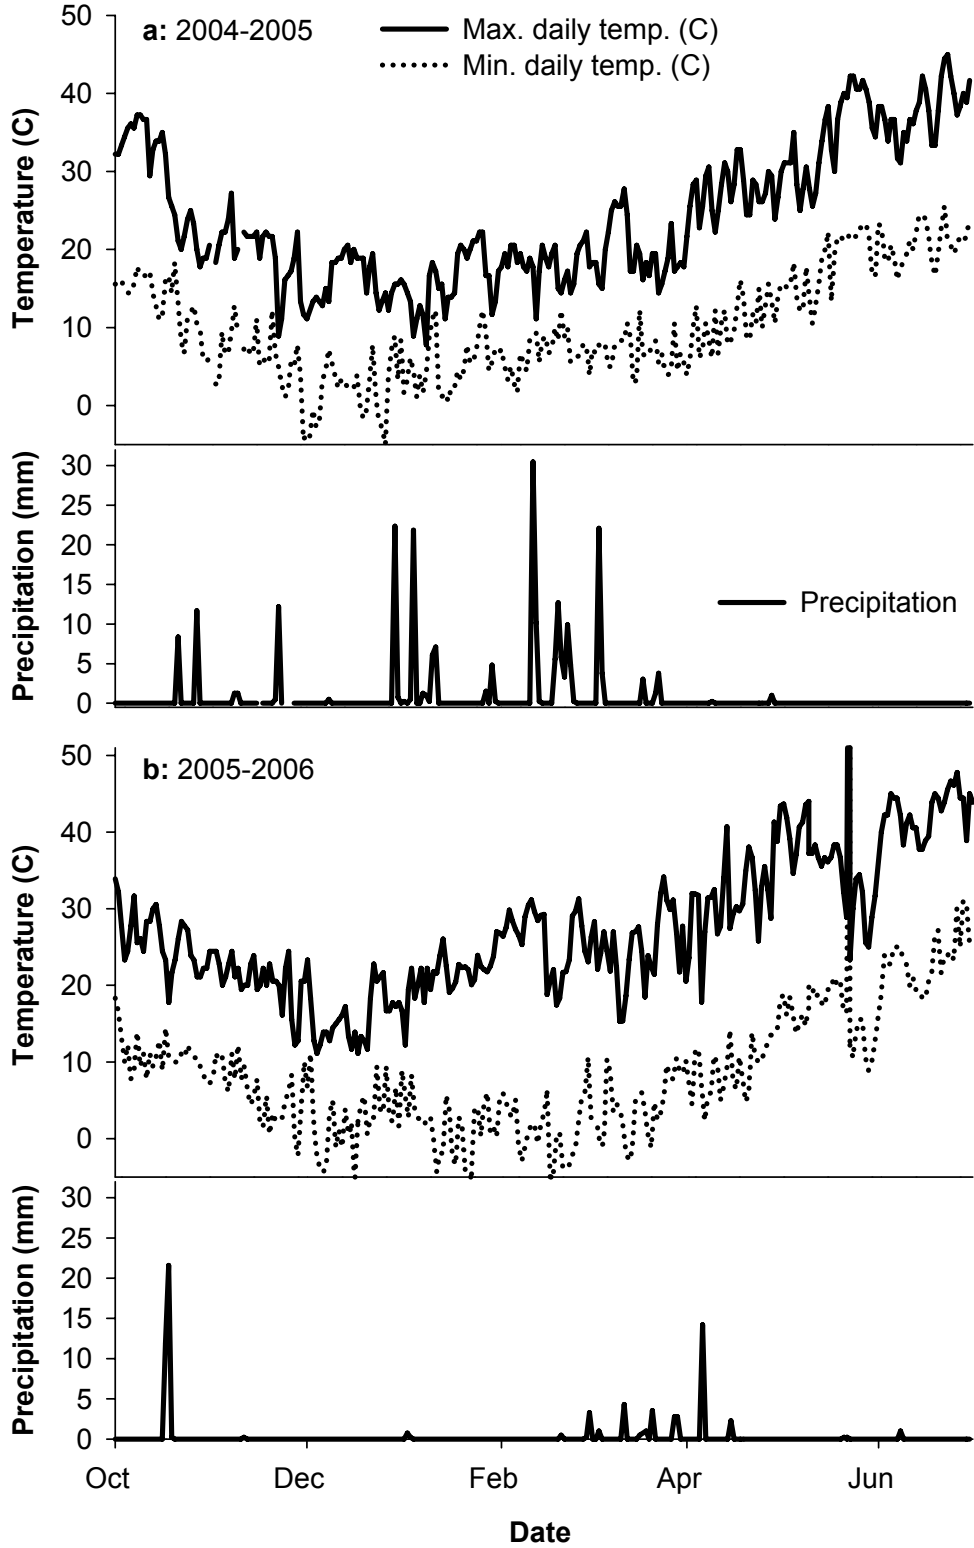 a: 2004-2005
Max. daily temp. (C)
Min. daily temp. (C)
Temperature (C)
50
40
30
20
10
0
Precipitation (mm)
30
25
20
15
10
5
0
Precipitation
b: 2005-2006
Temperature (C)
50
40
30
20
10
0
Precipitation (mm)
30
25
20
15
10
5
0
Oct Dec Feb Apr Jun
Date